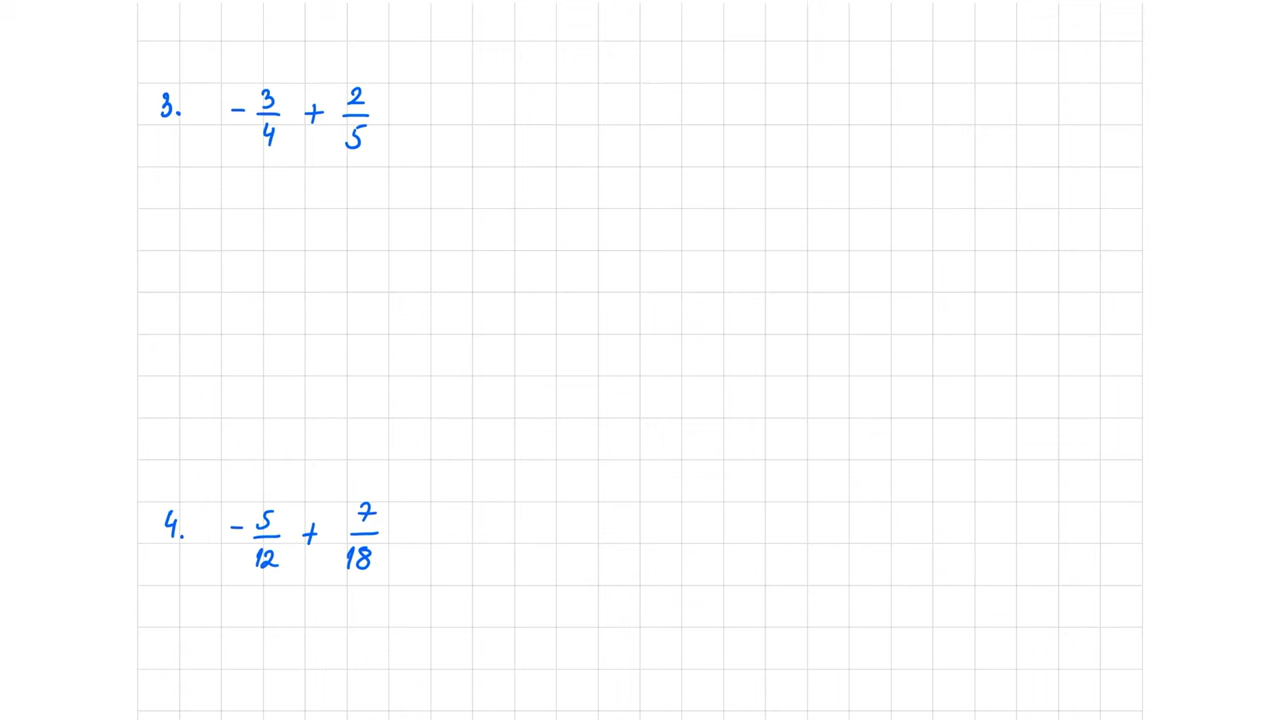 3. -3/4 + 2/5
4. -5/12 + 7/18